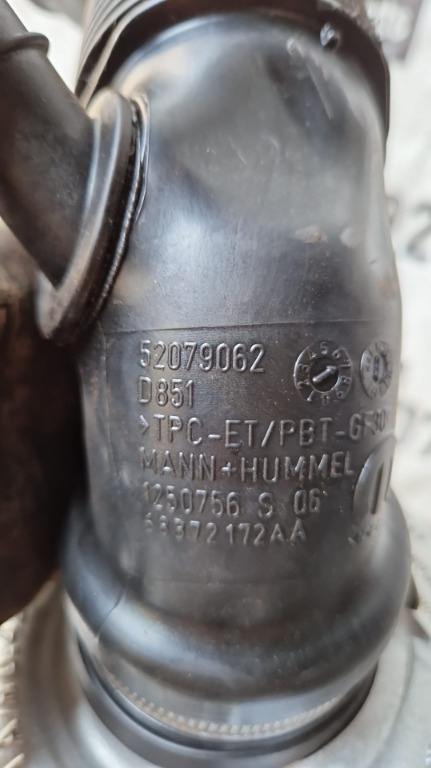 52079062
D851
>TPC-ET/PBT-GF30
MANN+HUMMEL
1250756 S 06
68372172AA